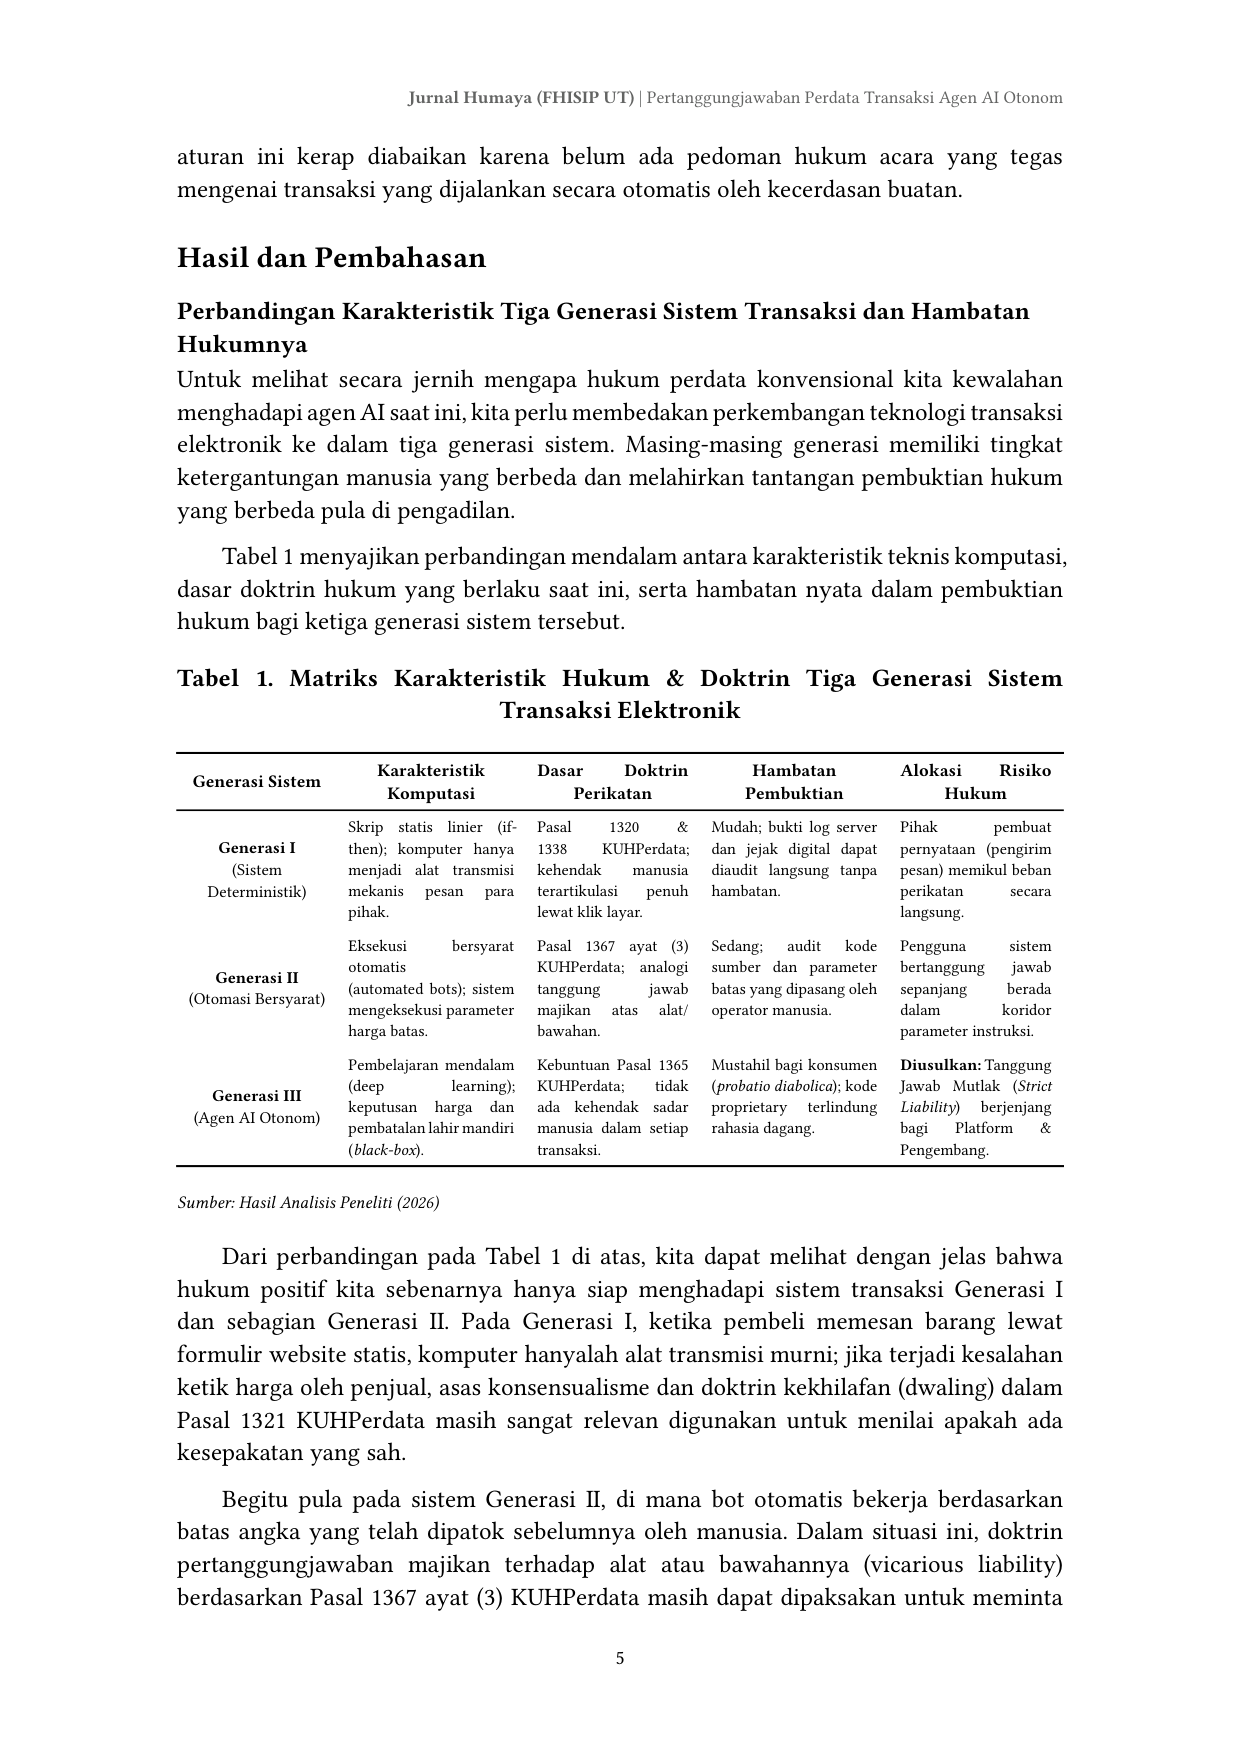 Jurnal Humaya (FHISIP UT) | Pertanggungjawaban Perdata Transaksi Agen AI Otonom
aturan ini kerap diabaikan karena belum ada pedoman hukum acara yang tegas
mengenai transaksi yang dijalankan secara otomatis oleh kecerdasan buatan.
Hasil dan Pembahasan
Perbandingan Karakteristik Tiga Generasi Sistem Transaksi dan Hambatan
Hukumnya
Untuk melihat secara jernih mengapa hukum perdata konvensional kita kewalahan
menghadapi agen AI saat ini, kita perlu membedakan perkembangan teknologi transaksi
elektronik ke dalam tiga generasi sistem. Masing-masing generasi memiliki tingkat
ketergantungan manusia yang berbeda dan melahirkan tantangan pembuktian hukum
yang berbeda pula di pengadilan.
Tabel 1 menyajikan perbandingan mendalam antara karakteristik teknis komputasi,
dasar doktrin hukum yang berlaku saat ini, serta hambatan nyata dalam pembuktian
hukum bagi ketiga generasi sistem tersebut.
Tabel 1. Matriks Karakteristik Hukum & Doktrin Tiga Generasi Sistem
Transaksi Elektronik
Generasi Sistem
Karakteristik
Komputasi
Dasar Doktrin
Perikatan
Hambatan
Pembuktian
Alokasi Risiko
Hukum
Generasi I
(Sistem
Deterministik)
Skrip statis linier (if-
then); komputer hanya
menjadi alat transmisi
mekanis pesan para
pihak.
Pasal 1320 &
1338 KUHPerdata;
kehendak manusia
terartikulasi penuh
lewat klik layar.
Mudah; bukti log server
dan jejak digital dapat
diaudit langsung tanpa
hambatan.
Pihak pembuat
pernyataan (pengirim
pesan) memikul beban
perikatan secara
langsung.
Generasi II
(Otomasi Bersyarat)
Eksekusi bersyarat
otomatis
(automated bots); sistem
mengeksekusi parameter
harga batas.
Pasal 1367 ayat (3)
KUHPerdata; analogi
tanggung jawab
majikan atas alat/
bawahan.
Sedang; audit kode
sumber dan parameter
batas yang dipasang oleh
operator manusia.
Pengguna sistem
bertanggung jawab
sepanjang berada
dalam koridor
parameter instruksi.
Generasi III
(Agen AI Otonom)
Pembelajaran mendalam
(deep learning);
keputusan harga dan
pembatalan lahir mandiri
(black-box).
Kebuntuan Pasal 1365
KUHPerdata; tidak
ada kehendak sadar
manusia dalam setiap
transaksi.
Mustahil bagi konsumen
(probatio diabolica); kode
proprietary terlindung
rahasia dagang.
Diusulkan: Tanggung
Jawab Mutlak (Strict
Liability) berjenjang
bagi Platform &
Pengembang.
Sumber: Hasil Analisis Peneliti (2026)
Dari perbandingan pada Tabel 1 di atas, kita dapat melihat dengan jelas bahwa
hukum positif kita sebenarnya hanya siap menghadapi sistem transaksi Generasi I
dan sebagian Generasi II. Pada Generasi I, ketika pembeli memesan barang lewat
formulir website statis, komputer hanyalah alat transmisi murni; jika terjadi kesalahan
ketik harga oleh penjual, asas konsensualisme dan doktrin kekhilafan (dwaling) dalam
Pasal 1321 KUHPerdata masih sangat relevan digunakan untuk menilai apakah ada
kesepakatan yang sah.
Begitu pula pada sistem Generasi II, di mana bot otomatis bekerja berdasarkan
batas angka yang telah dipatok sebelumnya oleh manusia. Dalam situasi ini, doktrin
pertanggungjawaban majikan terhadap alat atau bawahannya (vicarious liability)
berdasarkan Pasal 1367 ayat (3) KUHPerdata masih dapat dipaksakan untuk meminta
5